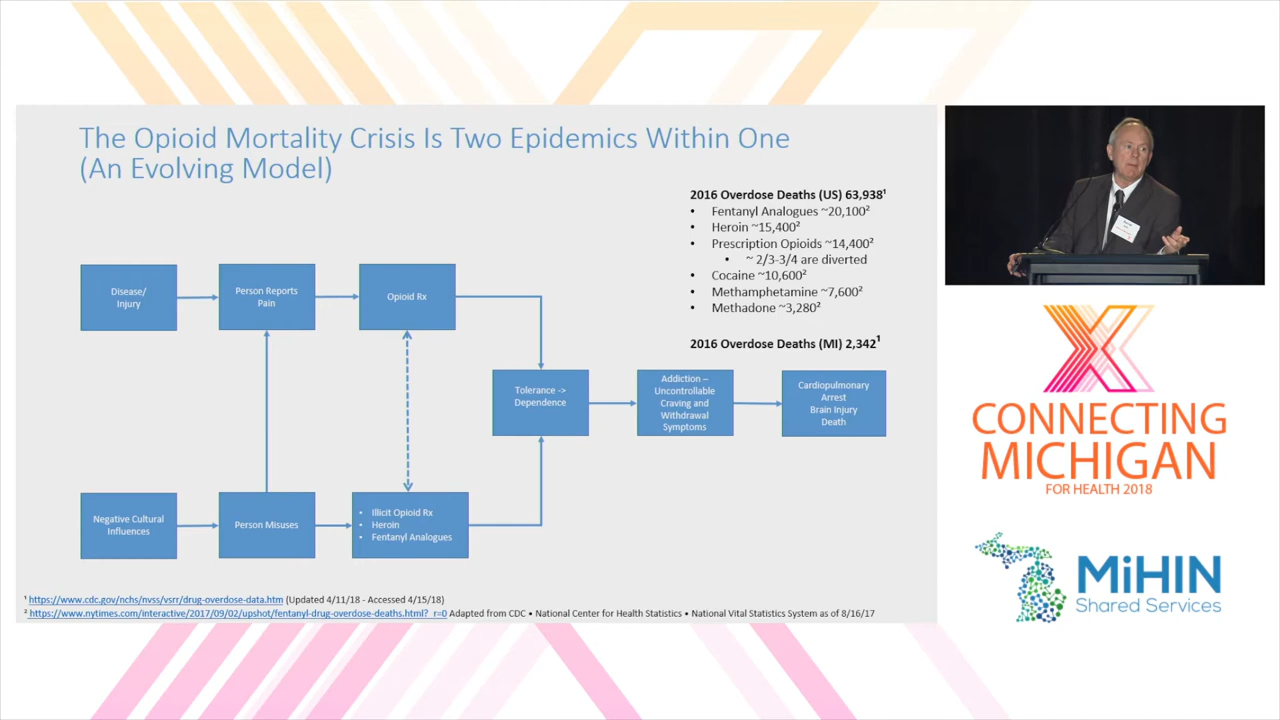 The Opioid Mortality Crisis Is Two Epidemics Within One
(An Evolving Model)
2016 Overdose Deaths (US) 63,938¹
• Fentanyl Analogues ~20,100²
• Heroin ~15,400²
• Prescription Opioids ~14,400²
• ~ 2/3-3/4 are diverted
• Cocaine ~10,600²
• Methamphetamine ~7,600²
• Methadone ~3,280²
2016 Overdose Deaths (MI) 2,342¹
Disease/
Injury
Person Reports
Pain
Opioid Rx
Tolerance ->
Dependence
Addiction –
Uncontrollable
Craving and
Withdrawal
Symptoms
Cardiopulmonary
Arrest
Brain Injury
Death
Negative Cultural
Influences
Person Misuses
• Illicit Opioid Rx
• Heroin
• Fentanyl Analogues
¹ https://www.cdc.gov/nchs/nvss/vsrr/drug-overdose-data.htm (Updated 4/11/18 - Accessed 4/15/18)
² https://www.nytimes.com/interactive/2017/09/02/upshot/fentanyl-drug-overdose-deaths.html?_r=0 Adapted from CDC • National Center for Health Statistics • National Vital Statistics System as of 8/16/17
CONNECTING
MICHIGAN
FOR HEALTH 2018
MiHIN
Shared Services